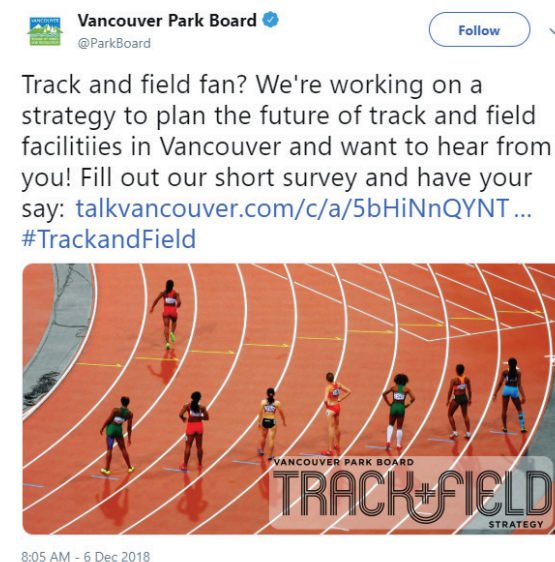 Vancouver Park Board
@ParkBoard
Follow
Track and field fan? We're working on a
strategy to plan the future of track and field
facilitiies in Vancouver and want to hear from
you! Fill out our short survey and have your
say: talkvancouver.com/c/a/5bHiNnQYNT...
#TrackandField
VANCOUVER PARK BOARD
TRACK+FIELD
STRATEGY
8:05 AM - 6 Dec 2018